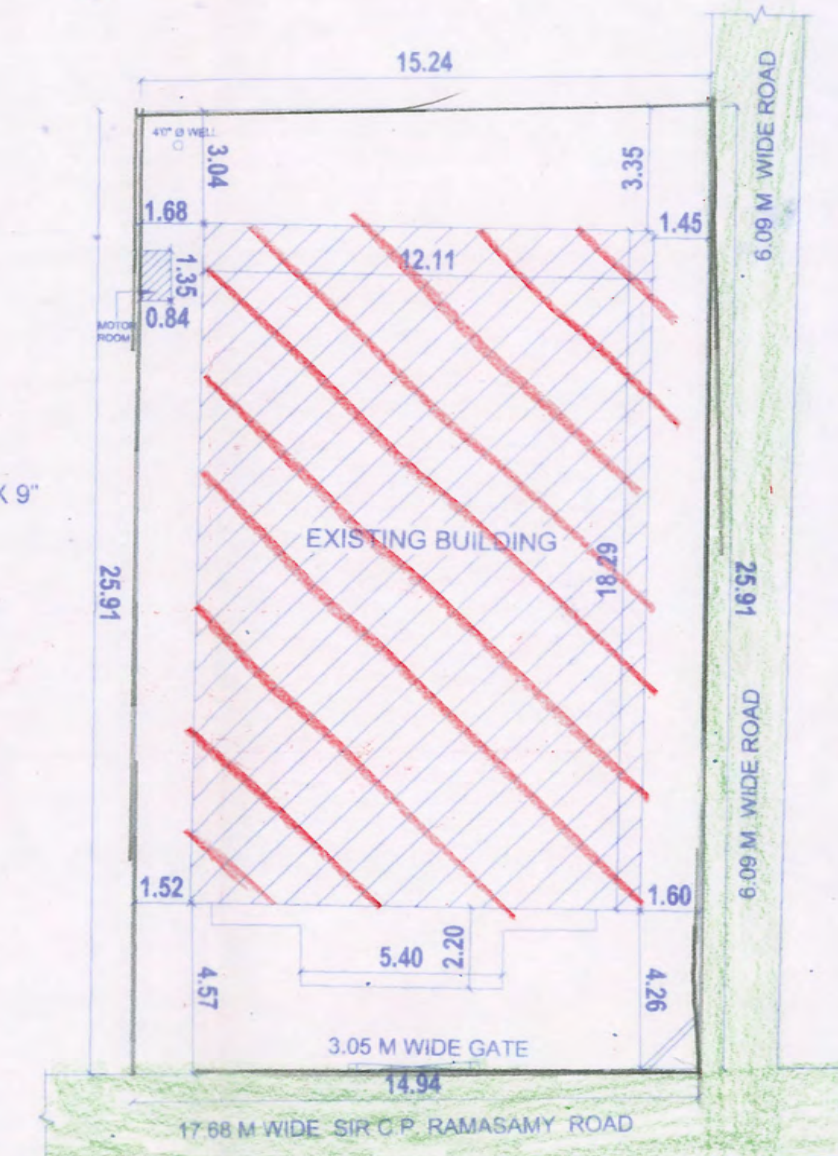 15.24
6.09 M WIDE ROAD
4'0" Ø WELL
3.04
3.35
1.68
1.45
12.11
1.35
0.84
MOTOR
ROOM
X 9"
EXISTING BUILDING
18.29
25.91
25.91
6.09 M WIDE ROAD
1.52
1.60
2.20
5.40
4.57
4.26
3.05 M WIDE GATE
14.94
17.68 M WIDE SIR C.P. RAMASAMY ROAD